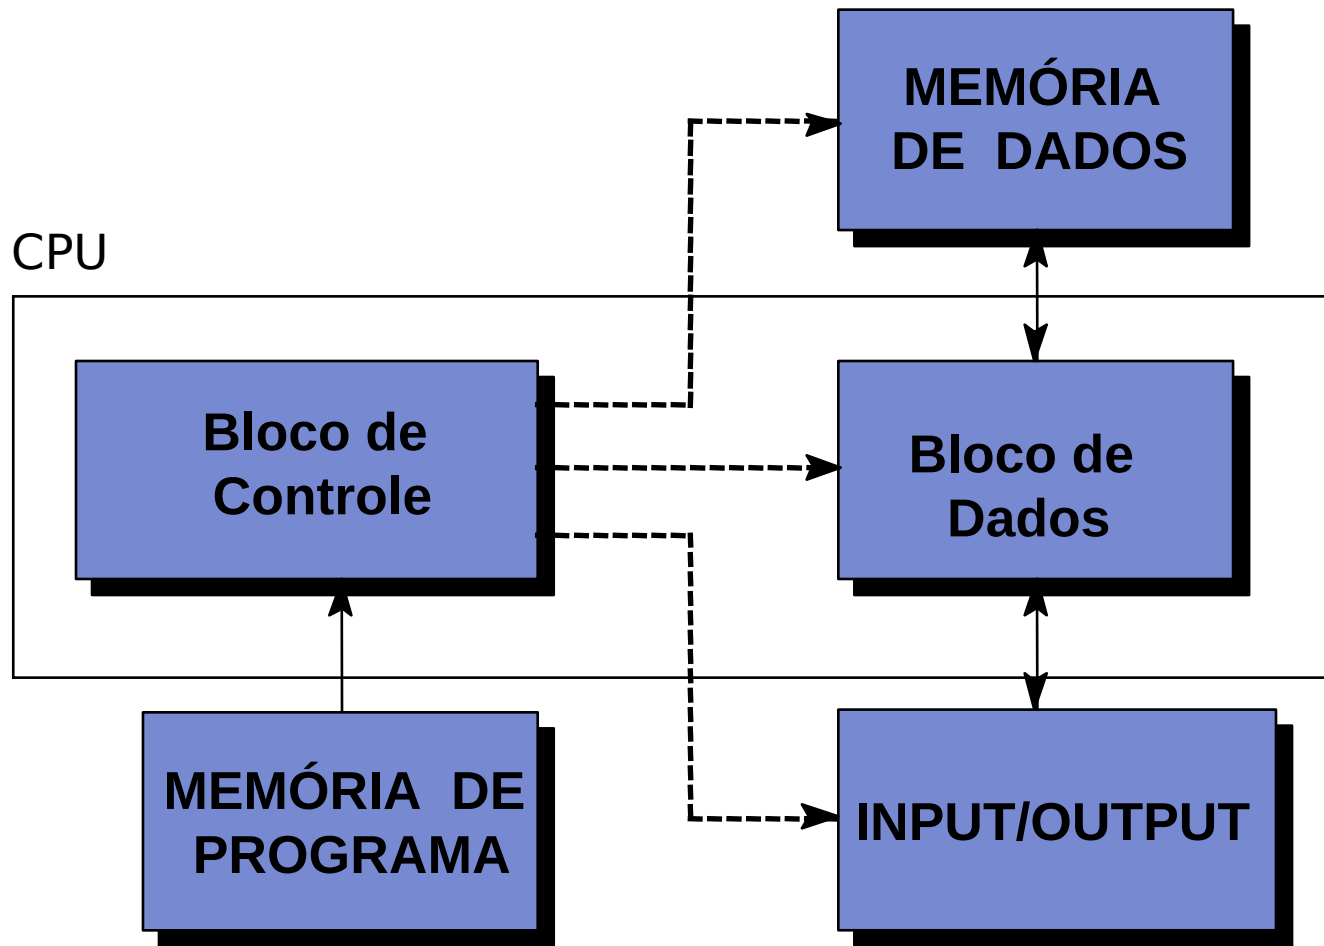 MEMÓRIA
DE DADOS
CPU
Bloco de
Controle
Bloco de
Dados
MEMÓRIA DE
PROGRAMA
INPUT/OUTPUT